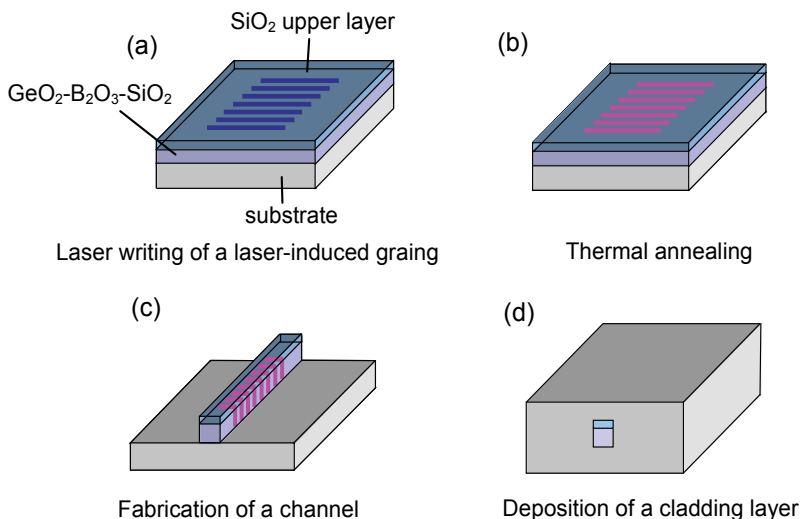 SiO₂ upper layer
(a)
(b)
GeO₂-B₂O₃-SiO₂
substrate
Laser writing of a laser-induced graing
Thermal annealing
(c)
(d)
Fabrication of a channel
Deposition of a cladding layer